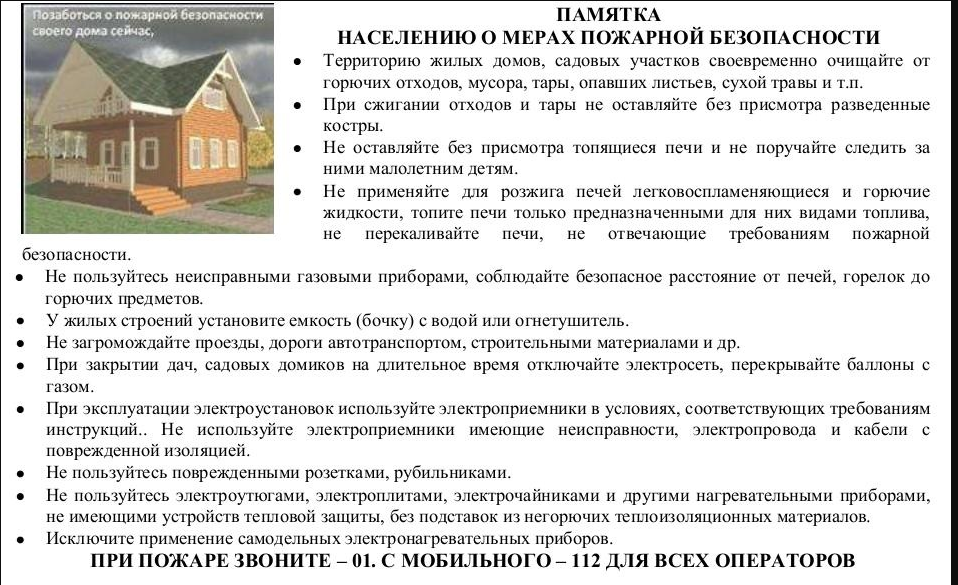 Позаботься о пожарной безопасности
своего дома сейчас,
ПАМЯТКА
НАСЕЛЕНИЮ О МЕРАХ ПОЖАРНОЙ БЕЗОПАСНОСТИ
• Территорию жилых домов, садовых участков своевременно очищайте от
горючих отходов, мусора, тары, опавших листьев, сухой травы и т.п.
• При сжигании отходов и тары не оставляйте без присмотра разведенные
костры.
• Не оставляйте без присмотра топящиеся печи и не поручайте следить за
ними малолетним детям.
• Не применяйте для розжига печей легковоспламеняющиеся и горючие
жидкости, топите печи только предназначенными для них видами топлива,
не перекаливайте печи, не отвечающие требованиям пожарной
безопасности.
• Не пользуйтесь неисправными газовыми приборами, соблюдайте безопасное расстояние от печей, горелок до
горючих предметов.
• У жилых строений установите емкость (бочку) с водой или огнетушитель.
• Не загромождайте проезды, дороги автотранспортом, строительными материалами и др.
• При закрытии дач, садовых домиков на длительное время отключайте электросеть, перекрывайте баллоны с
газом.
• При эксплуатации электроустановок используйте электроприемники в условиях, соответствующих требованиям
инструкций.. Не используйте электроприемники имеющие неисправности, электропровода и кабели с
поврежденной изоляцией.
• Не пользуйтесь поврежденными розетками, рубильниками.
• Не пользуйтесь электроутюгами, электроплитами, электрочайниками и другими нагревательными приборами,
не имеющими устройств тепловой защиты, без подставок из негорючих теплоизоляционных материалов.
• Исключите применение самодельных электронагревательных приборов.
ПРИ ПОЖАРЕ ЗВОНИТЕ – 01. С МОБИЛЬНОГО – 112 ДЛЯ ВСЕХ ОПЕРАТОРОВ